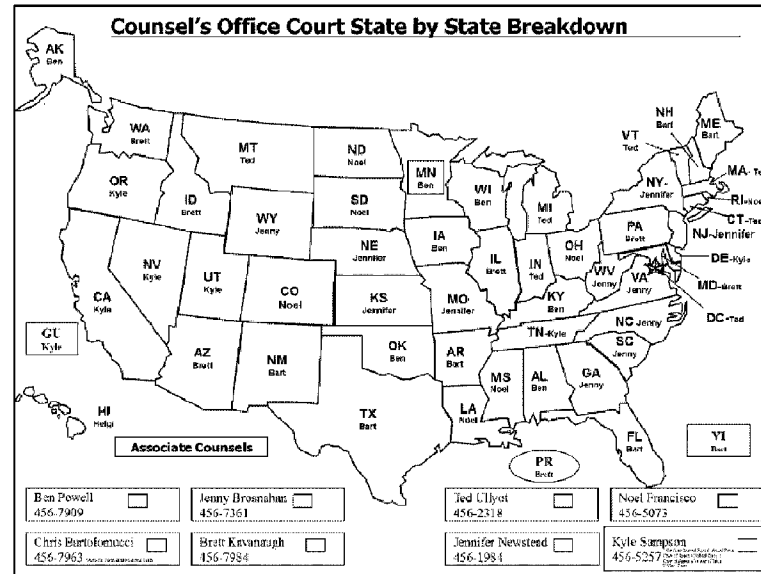 Counsel's Office Court State by State Breakdown
AK
Ben
WA
Brett
MT
Ted
ND
Noel
MN
Ben
VT
Ted
NH
Bart
ME
Bart
OR
Kyle
ID
Brett
WY
Jenny
SD
Noel
WI
Ben
MI
Ted
NY-
Jennifer
MA-
RI-Noel
CT-Ted
NJ-Jennifer
NV
Kyle
UT
Kyle
CO
Noel
NE
Jennifer
IA
Ben
IL
Brett
IN
Ted
OH
Noel
PA
Brett
DE-Kyle
MD-Brett
DC-Ted
CA
Kyle
KS
Jennifer
MO
Jennifer
KY
Ben
WV
Jenny
VA
Jenny
GU
Kyle
AZ
Brett
NM
Bart
OK
Ben
AR
Bart
TN-Kyle
NC Jenny
SC
Jenny
MS
Noel
AL
Ben
GA
Jenny
HI
Helgi
TX
Bart
LA
Noel
FL
Bart
VI
Bart
PR
Brett
Associate Counsels
Ben Powell
456-7909
Jenny Brosnahan
456-7361
Ted Ullyot
456-2318
Noel Francisco
456-5073
Chris Bartolomucci
456-7963
Brett Kavanaugh
456-7984
Jennifer Newstead
456-1984
Kyle Sampson
456-5257